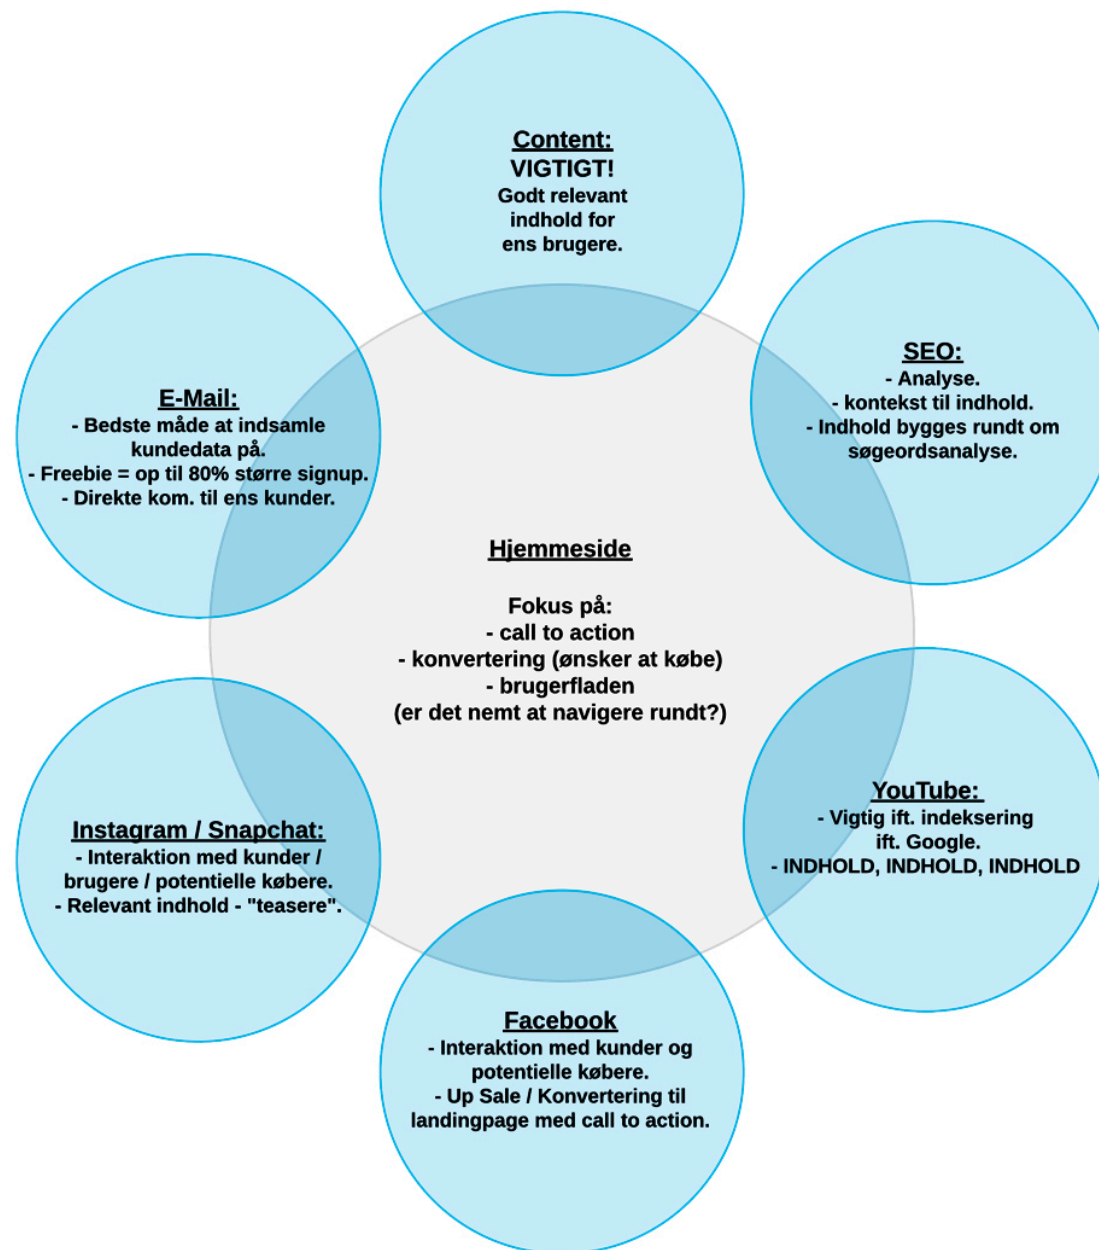 Content:
VIGTIGT!
Godt relevant
indhold for
ens brugere.
SEO:
- Analyse.
- kontekst til indhold.
- Indhold bygges rundt om
søgeordsanalyse.
E-Mail:
- Bedste måde at indsamle
kundedata på.
- Freebie = op til 80% større signup.
- Direkte kom. til ens kunder.
Hjemmeside
Fokus på:
- call to action
- konvertering (ønsker at købe)
- brugerfladen
(er det nemt at navigere rundt?)
YouTube:
- Vigtig ift. indeksering
ift. Google.
- INDHOLD, INDHOLD, INDHOLD
Instagram / Snapchat:
- Interaktion med kunder /
brugere / potentielle købere.
- Relevant indhold - "teasere".
Facebook
- Interaktion med kunder og
potentielle købere.
- Up Sale / Konvertering til
landingpage med call to action.